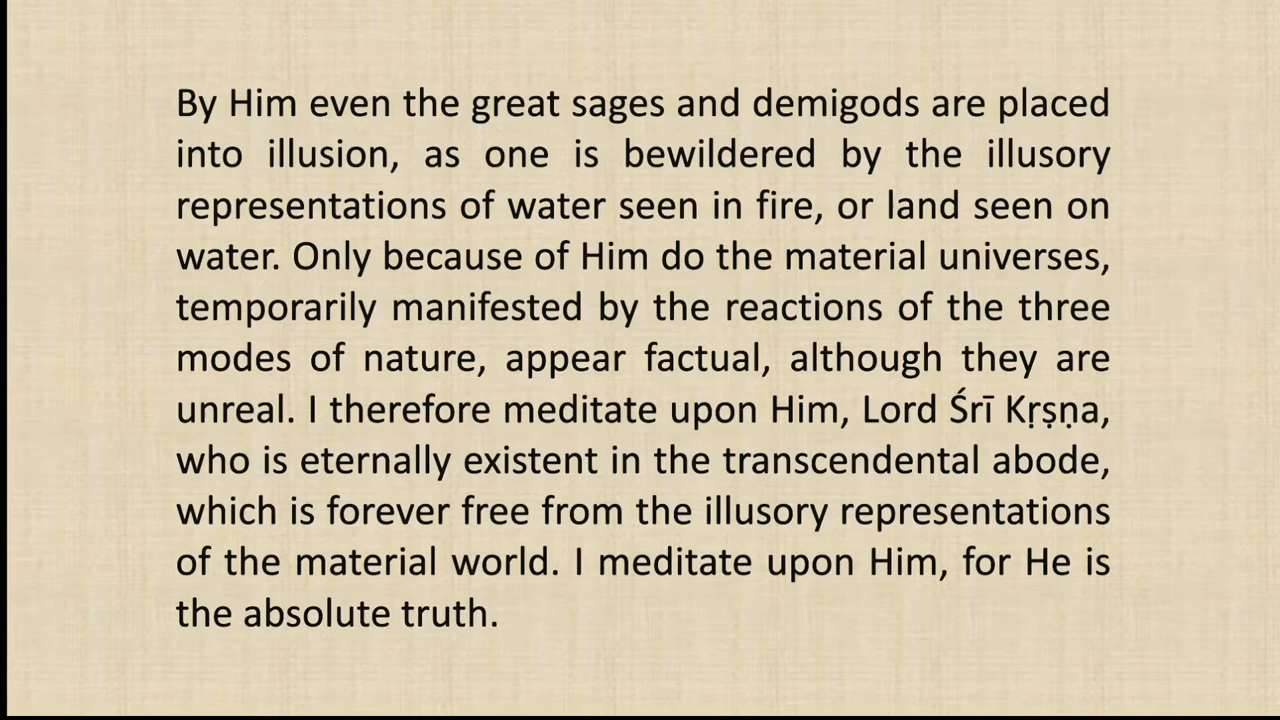 By Him even the great sages and demigods are placed
into illusion, as one is bewildered by the illusory
representations of water seen in fire, or land seen on
water. Only because of Him do the material universes,
temporarily manifested by the reactions of the three
modes of nature, appear factual, although they are
unreal. I therefore meditate upon Him, Lord Śrī Kṛṣṇa,
who is eternally existent in the transcendental abode,
which is forever free from the illusory representations
of the material world. I meditate upon Him, for He is
the absolute truth.